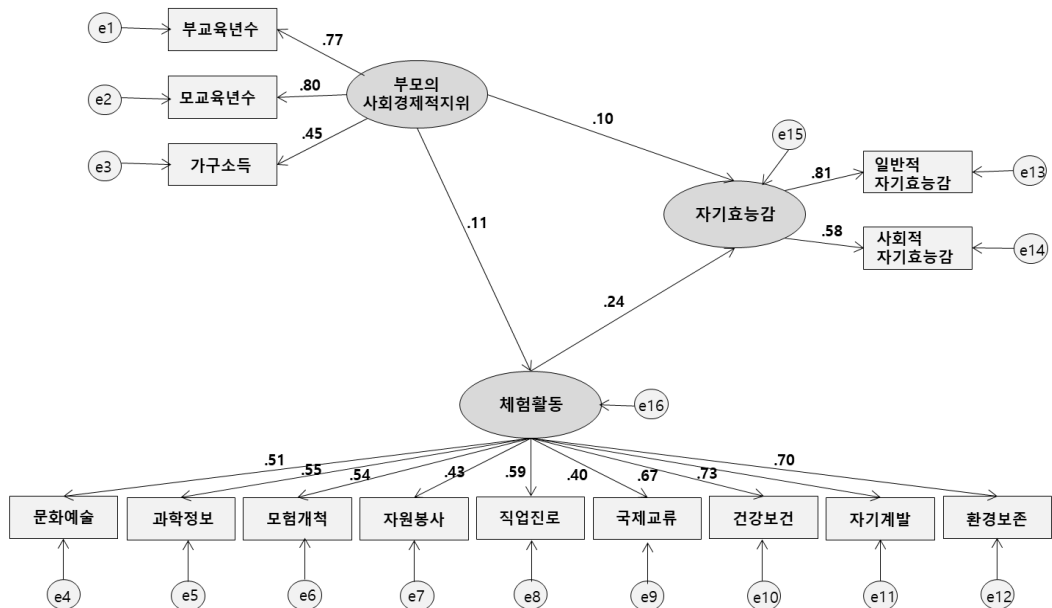 e1
부교육년수
.77
e2
모교육년수
.80
부모의
사회경제적지위
e3
가구소득
.45
.10
e15
.81
일반적
자기효능감
e13
자기효능감
.58
사회적
자기효능감
e14
.11
.24
체험활동
e16
.51
.55
.54
.43
.59
.40
.67
.73
.70
문화예술
과학정보
모험개척
자원봉사
직업진로
국제교류
건강보건
자기계발
환경보존
e4
e5
e6
e7
e8
e9
e10
e11
e12